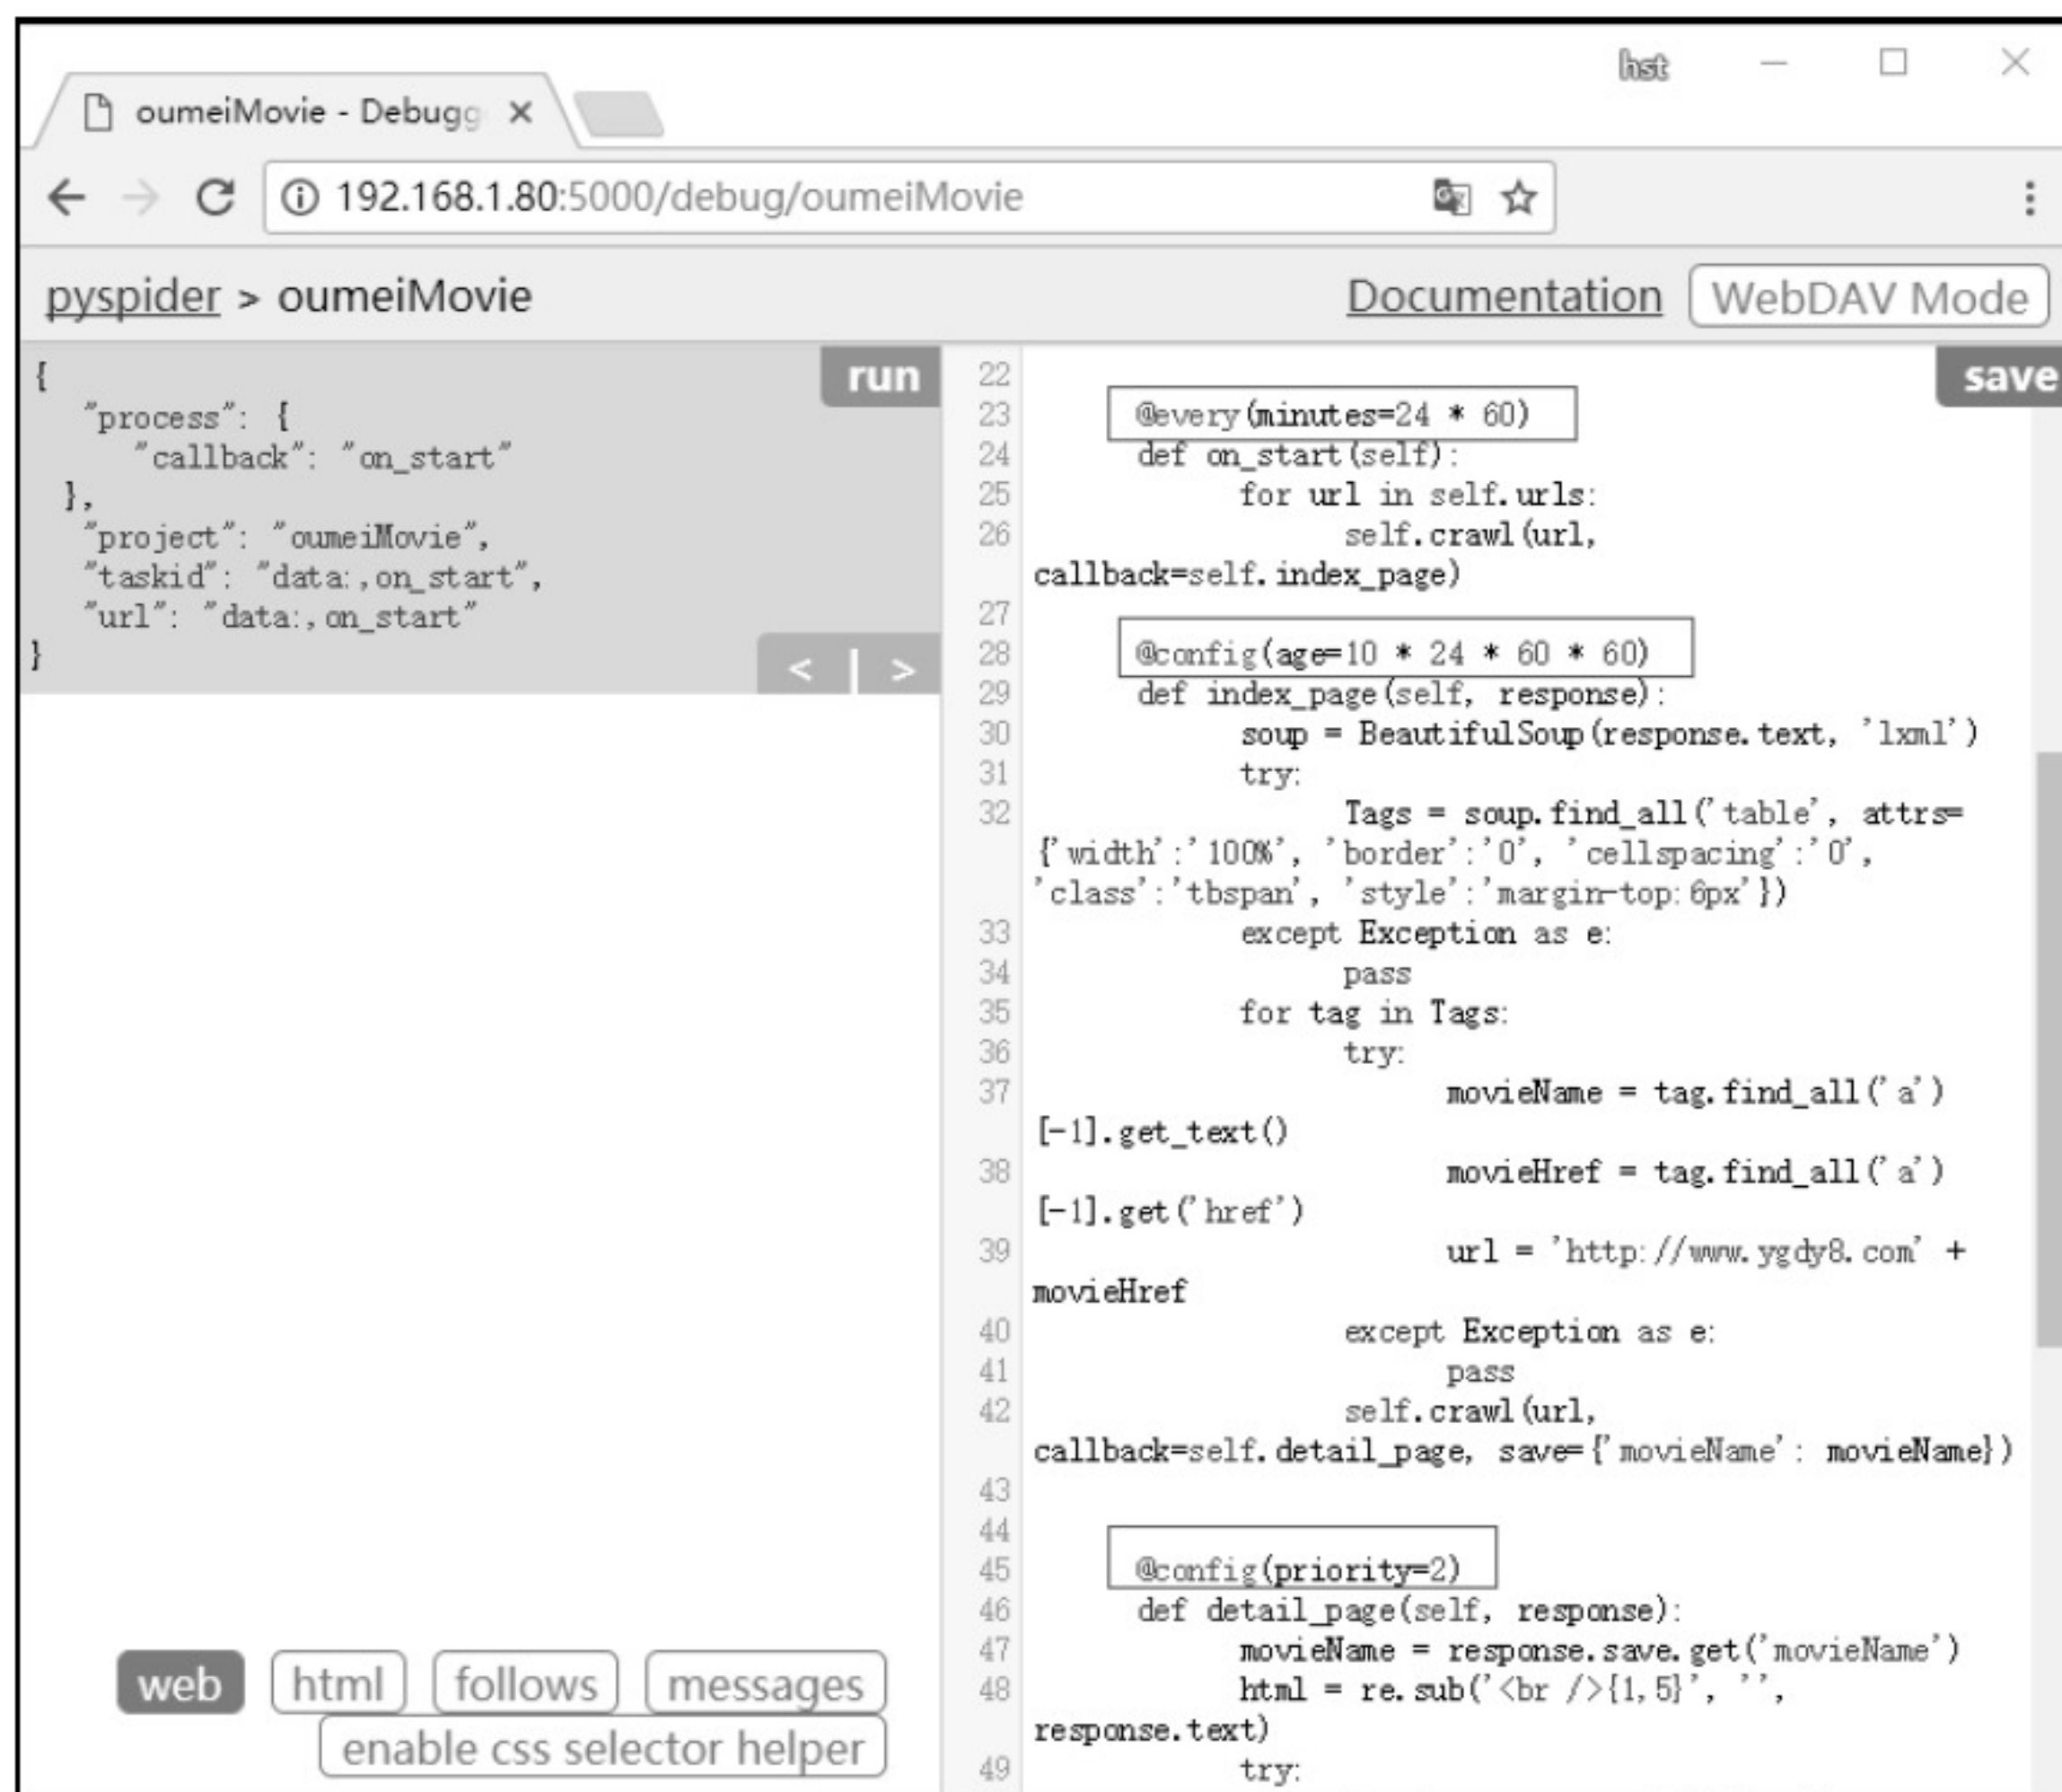 hst
oumeiMovie - Debugg
192.168.1.80:5000/debug/oumeiMovie
pyspider > oumeiMovie
Documentation
WebDAV Mode
run
{
"process": {
"callback": "on_start"
},
"project": "oumeiMovie",
"taskid": "data:,on_start",
"url": "data:,on_start"
}
< | >
web
html
follows
messages
enable css selector helper
save
22
23 @every(minutes=24 * 60)
24 def on_start(self):
25 for url in self.urls:
26 self.crawl(url,
callback=self.index_page)
27
28 @config(age=10 * 24 * 60 * 60)
29 def index_page(self, response):
30 soup = BeautifulSoup(response.text, 'lxml')
31 try:
32 Tags = soup.find_all('table', attrs=
{'width':'100%', 'border':'0', 'cellspacing':'0',
'class':'tbspan', 'style':'margin-top:6px'})
33 except Exception as e:
34 pass
35 for tag in Tags:
36 try:
37 movieName = tag.find_all('a')
[-1].get_text()
38 movieHref = tag.find_all('a')
[-1].get('href')
39 url = 'http://www.ygdy8.com' +
movieHref
40 except Exception as e:
41 pass
42 self.crawl(url,
callback=self.detail_page, save={'movieName': movieName})
43
44
45 @config(priority=2)
46 def detail_page(self, response):
47 movieName = response.save.get('movieName')
48 html = re.sub('<br />{1,5}', '',
response.text)
49 try: